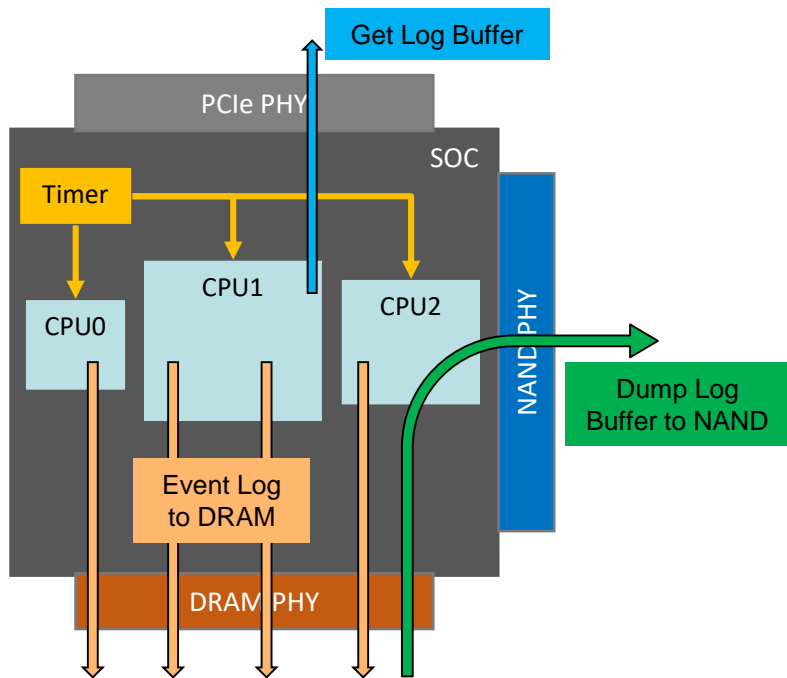 Get Log Buffer
PCIe PHY
SOC
Timer
CPU1
CPU2
CPU0
NAND PHY
Dump Log
Buffer to NAND
Event Log
to DRAM
DRAM PHY